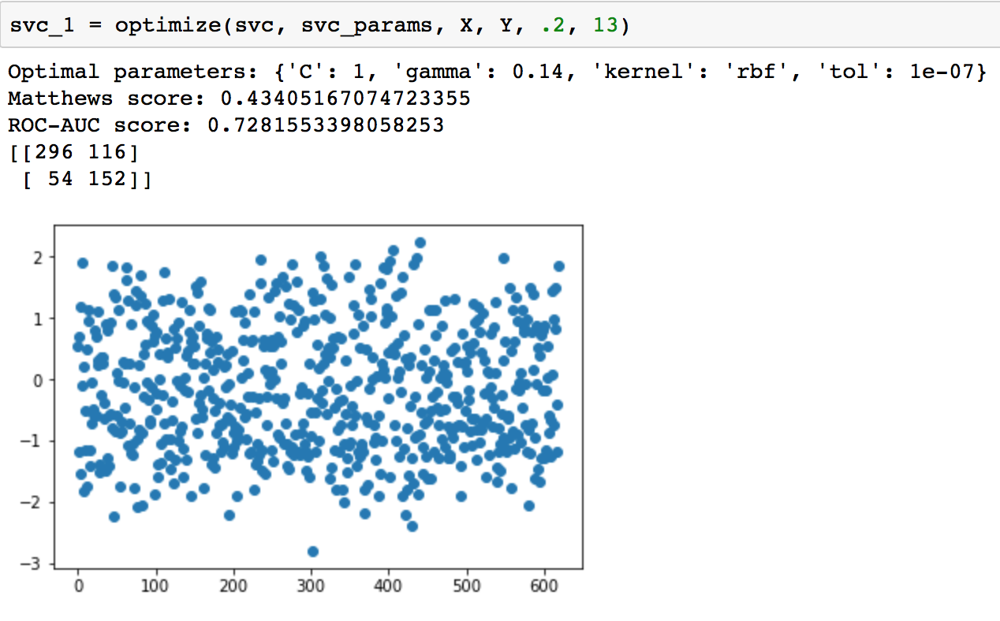 svc_1 = optimize(svc, svc_params, X, Y, .2, 13)
Optimal parameters: {'C': 1, 'gamma': 0.14, 'kernel': 'rbf', 'tol': 1e-07}
Matthews score: 0.43405167074723355
ROC-AUC score: 0.7281553398058253
[[296 116]
 [ 54 152]]
2
1
0
−1
−2
−3
0 100 200 300 400 500 600